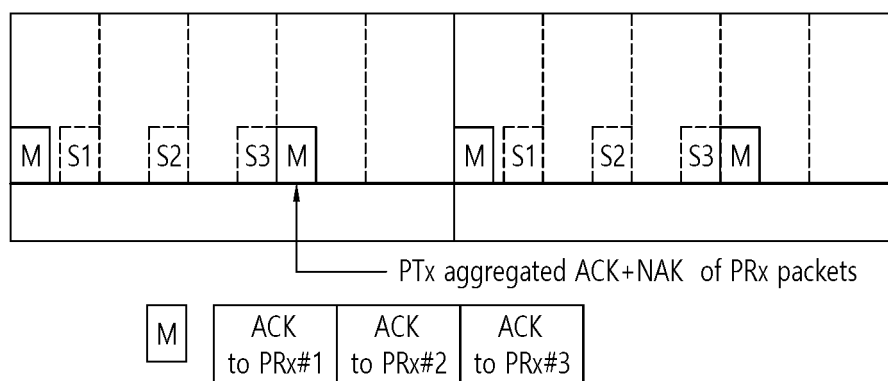 M S1 S2 S3 M M S1 S2 S3 M
PTx aggregated ACK+NAK of PRx packets
M ACK to PRx#1 ACK to PRx#2 ACK to PRx#3